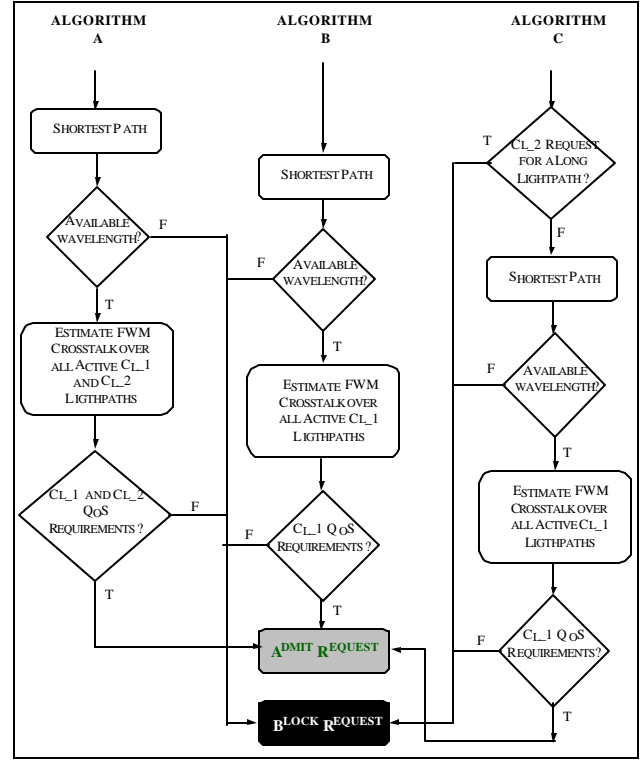 ALGORITHM
A
SHORTEST PATH
AVAILABLE
WAVELENGTH?
F
T
ESTIMATE FWM
CROSSTALK OVER
ALL ACTIVE CL_1
AND CL_2
LIGTHPATHS
CL_1 AND CL_2
QOS
REQUIREMENTS ?
F
T
ALGORITHM
B
SHORTEST PATH
AVAILABLE
WAVELENGTH?
F
T
ESTIMATE FWM
CROSSTALK OVER
ALL ACTIVE CL_1
LIGTHPATHS
CL_1 QOS
REQUIREMENTS ?
F
T
ADMIT REQUEST
BLOCK REQUEST
ALGORITHM
C
CL_2 REQUEST
FOR A LONG
LIGHTPATH ?
T
F
SHORTEST PATH
AVAILABLE
WAVELENGTH?
F
T
ESTIMATE FWM
CROSSTALK OVER
ALL ACTIVE CL_1
LIGTHPATHS
CL_1 QOS
REQUIREMENTS ?
F
T